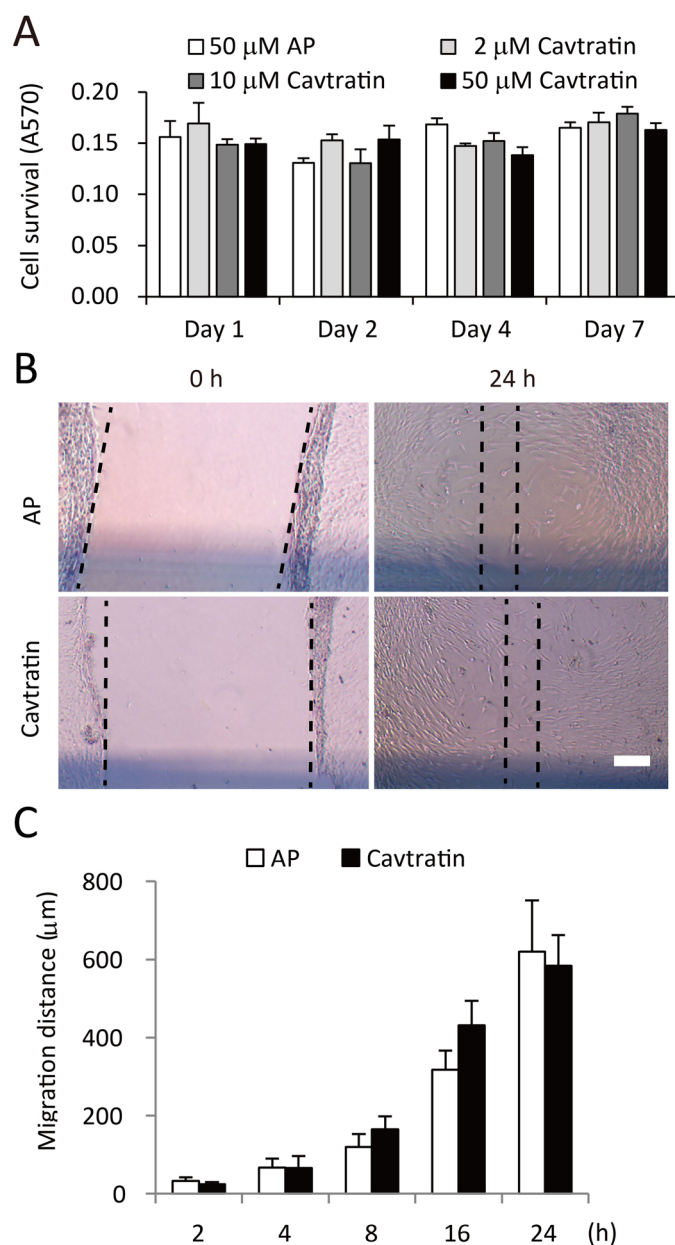 A
50 μM AP
2 μM Cavtratin
10 μM Cavtratin
50 μM Cavtratin
Cell survival (A570)
0.20
0.15
0.10
0.05
0.00
Day 1
Day 2
Day 4
Day 7
B
0 h
24 h
AP
Cavtratin
C
AP
Cavtratin
Migration distance (μm)
800
600
400
200
0
2
4
8
16
24
(h)